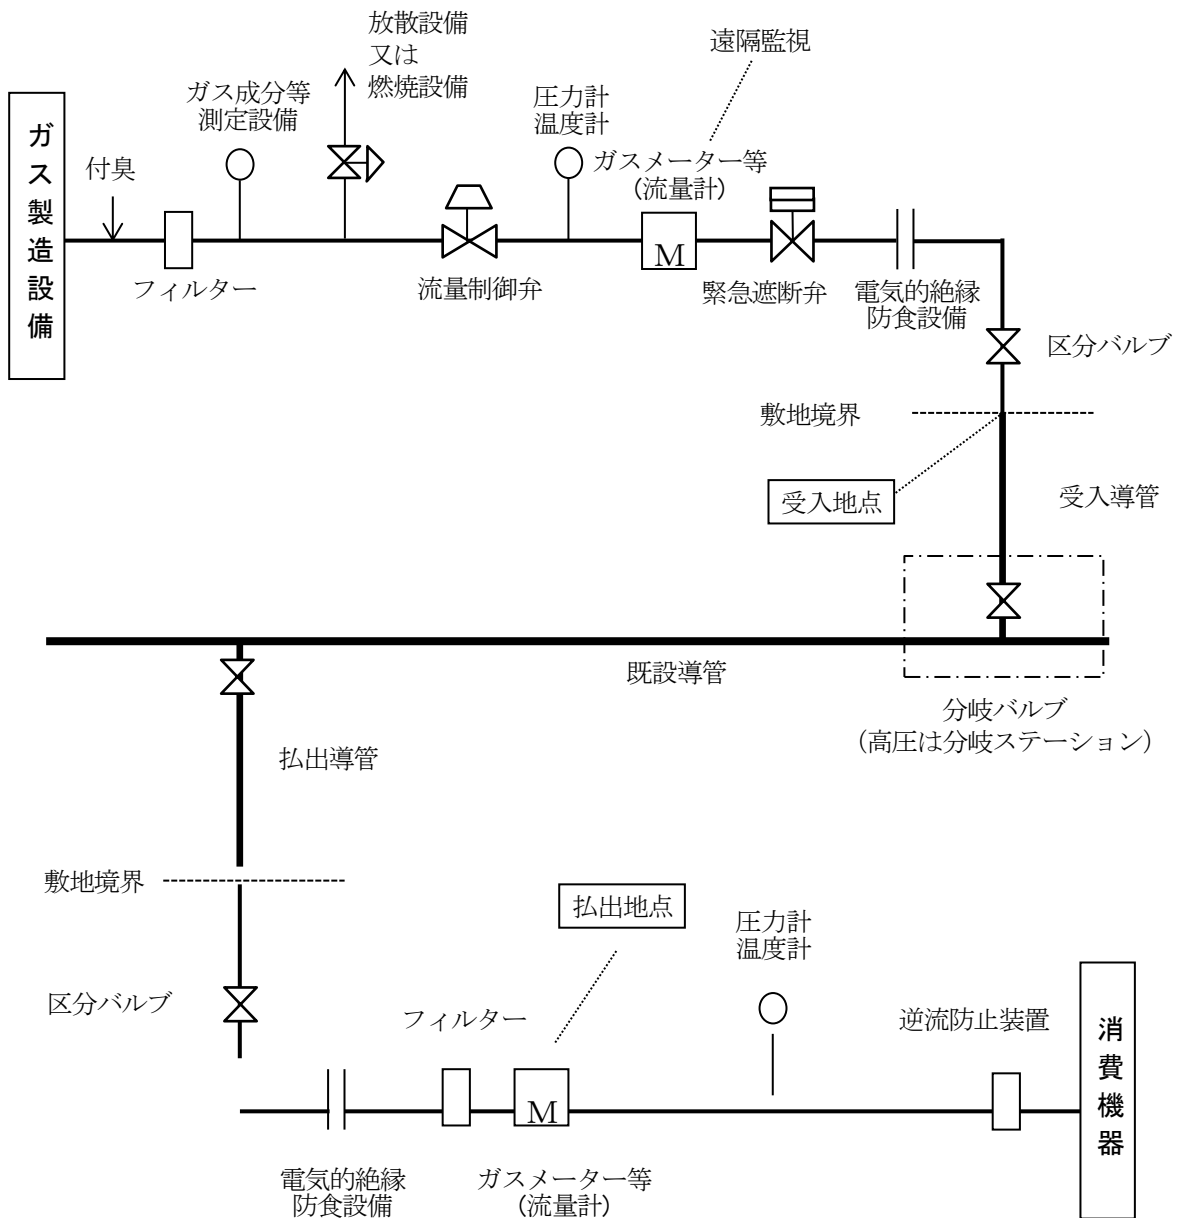 放散設備
又は
燃焼設備
遠隔監視
ガス成分等
測定設備
圧力計
温度計
ガス製造設備
付臭
ガスメーター等
(流量計)
M
フィルター
流量制御弁
緊急遮断弁
電気的絶縁
防食設備
区分バルブ
敷地境界
受入地点
受入導管
既設導管
分岐バルブ
(高圧は分岐ステーション)
払出導管
敷地境界
払出地点
圧力計
温度計
区分バルブ
フィルター
逆流防止装置
消費機器
M
電気的絶縁
防食設備
ガスメーター等
(流量計)